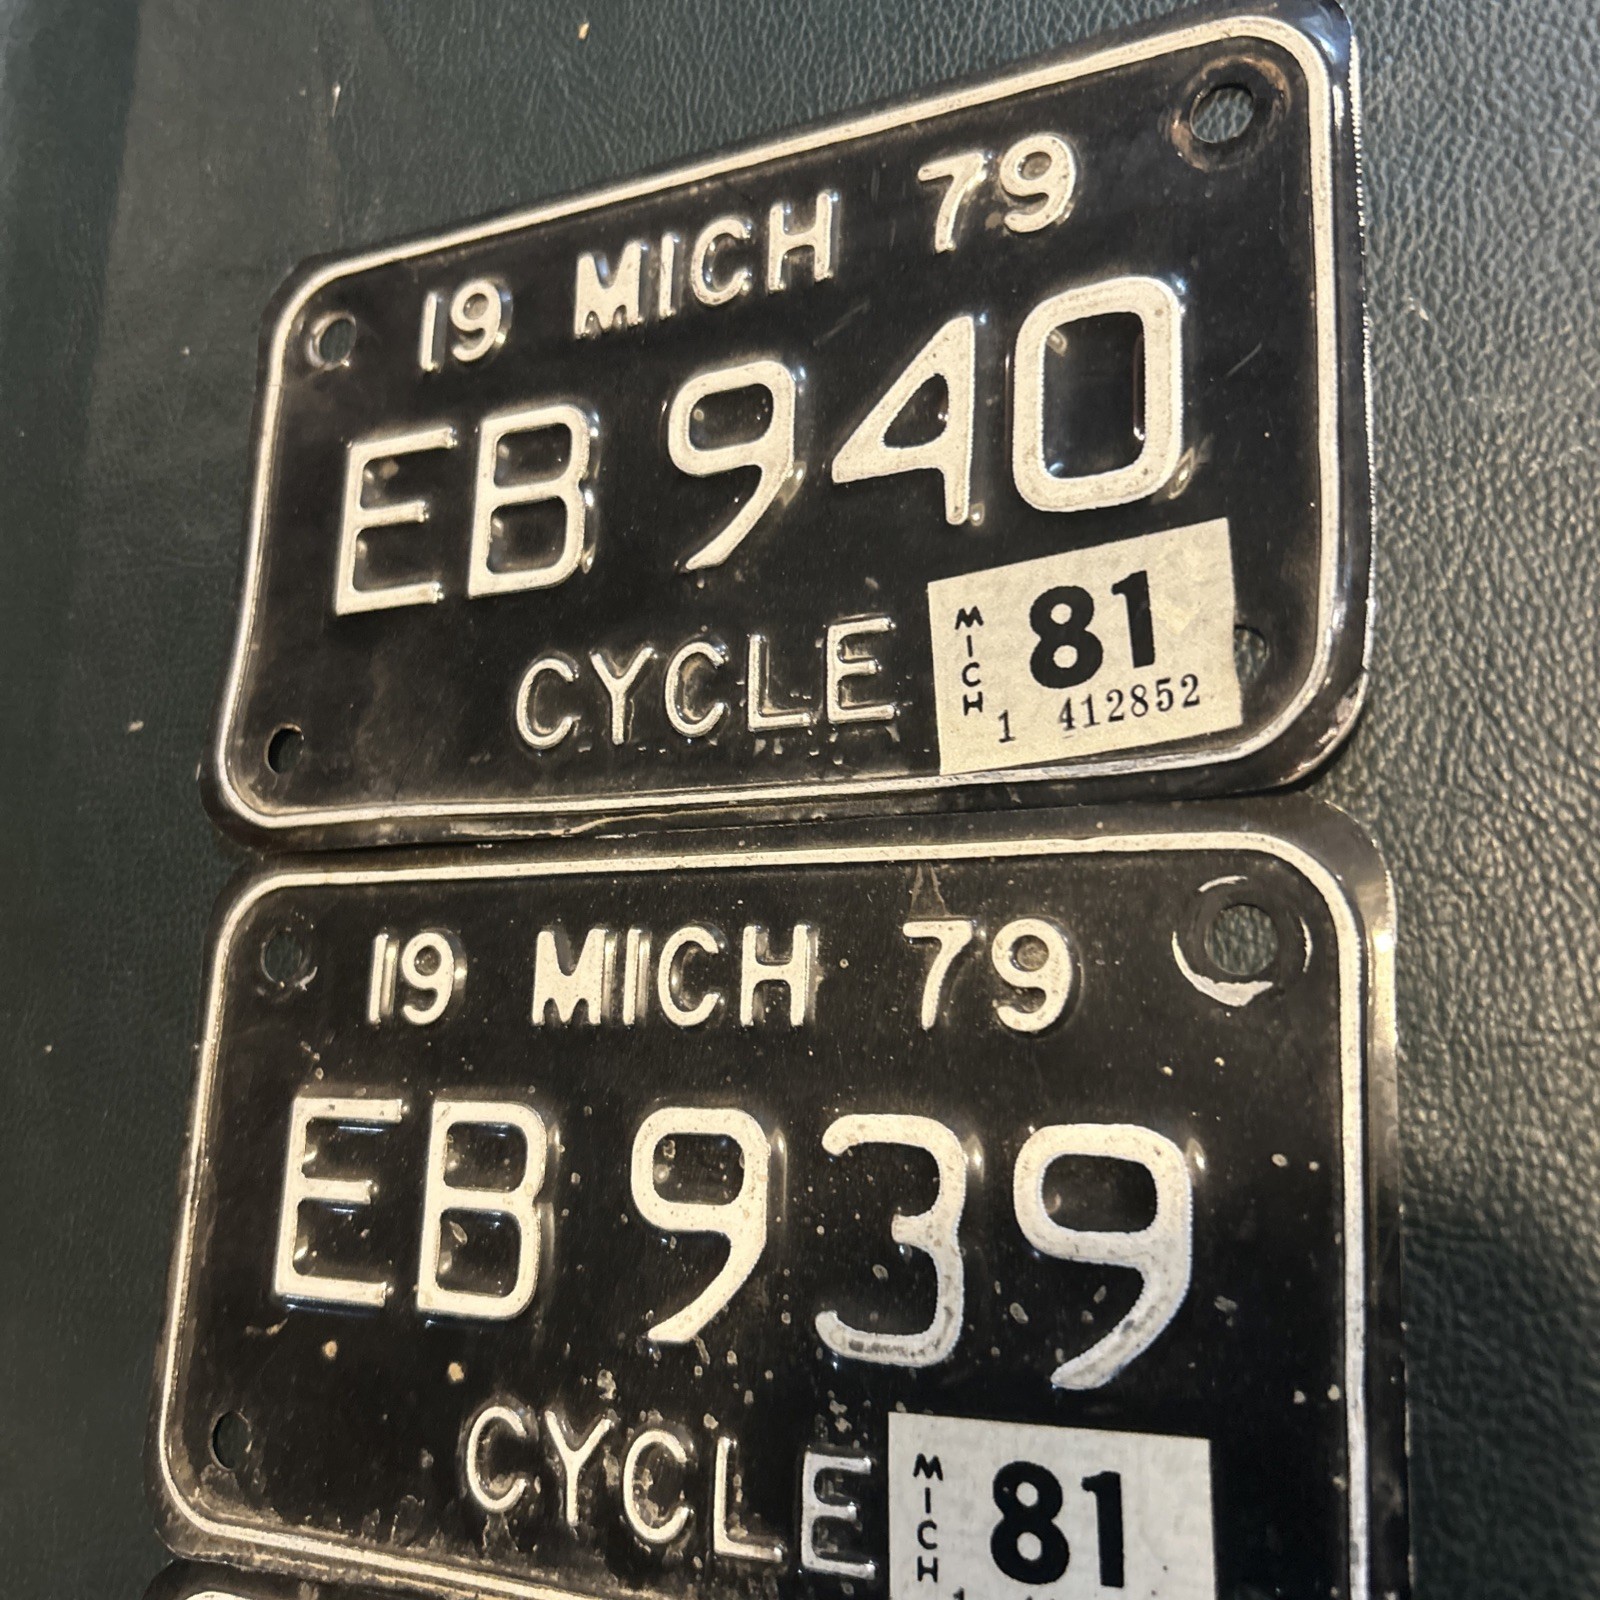 19 MICH 79
EB 940
CYCLE
MICH
81
1 412852
19 MICH 79
EB 939
CYCLE
MICH
81